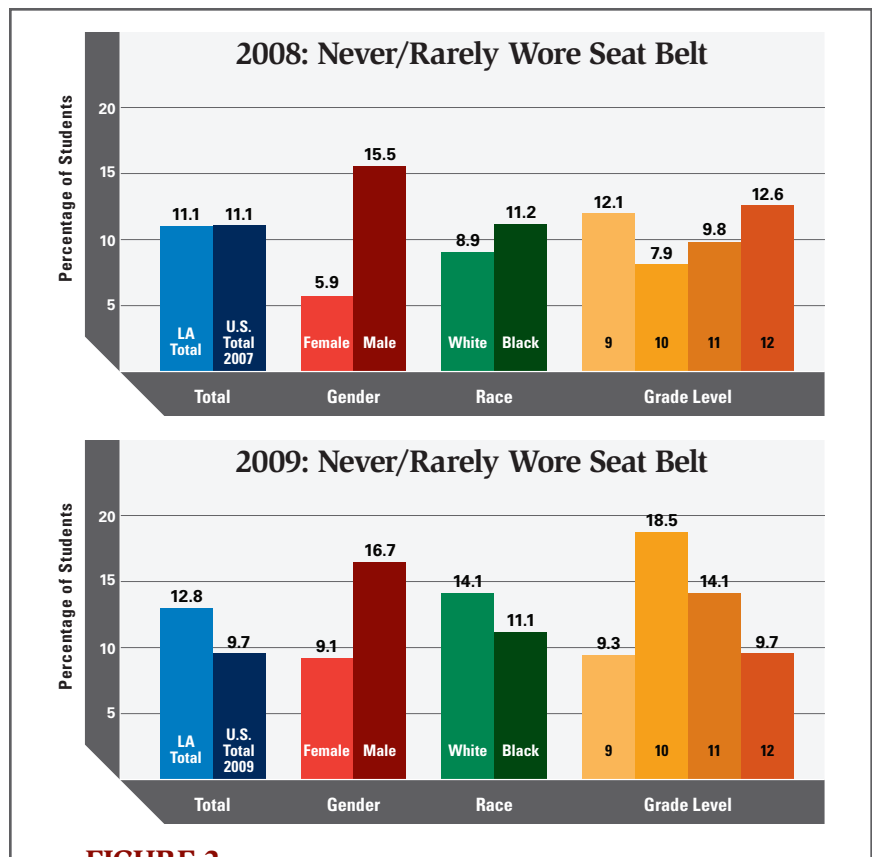 2008: Never/Rarely Wore Seat Belt
Percentage of Students
20
15
10
5
11.1
11.1
5.9
15.5
8.9
11.2
12.1
7.9
9.8
12.6
LA
Total
U.S.
Total
2007
Female
Male
White
Black
9
10
11
12
Total
Gender
Race
Grade Level
2009: Never/Rarely Wore Seat Belt
Percentage of Students
20
15
10
5
12.8
9.7
9.1
16.7
14.1
11.1
9.3
18.5
14.1
9.7
LA
Total
U.S.
Total
2009
Female
Male
White
Black
9
10
11
12
Total
Gender
Race
Grade Level
FIGURE 2